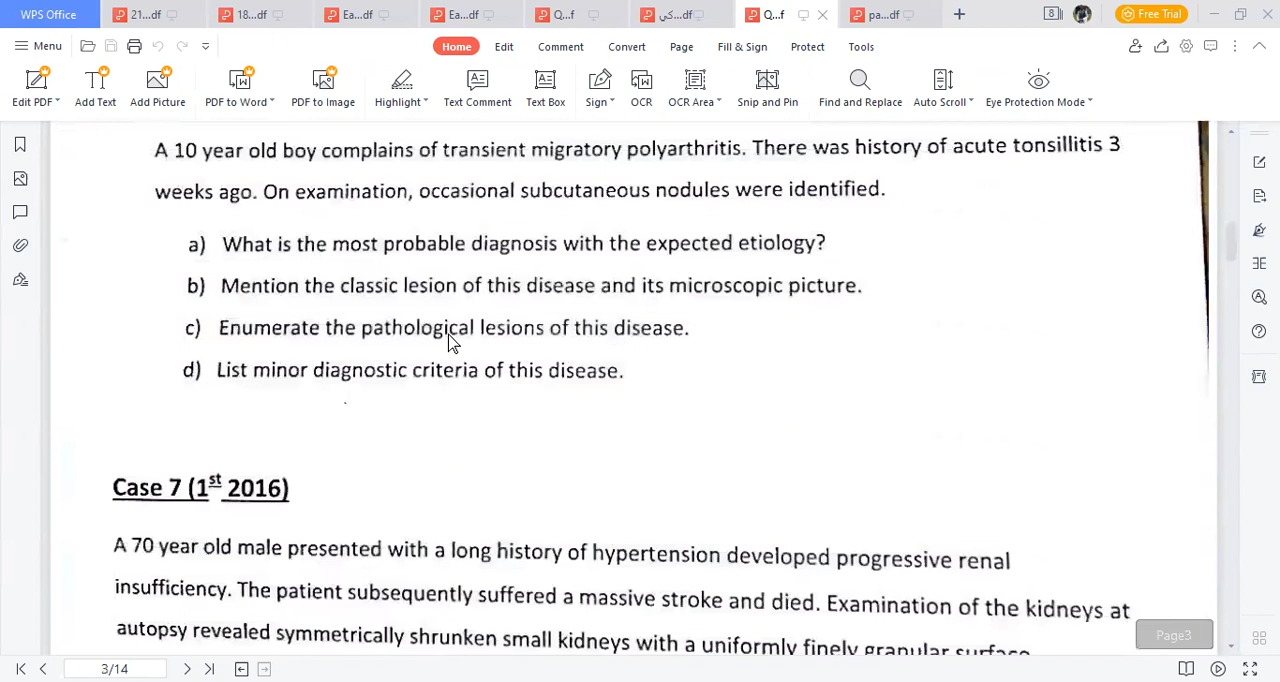 WPS Office
21...df
18...df
Ea...df
Ea...df
Q...f
كي...df
Q...f
pa...df
8
Free Trial
Menu
Home
Edit
Comment
Convert
Page
Fill & Sign
Protect
Tools
Edit PDF
Add Text
Add Picture
PDF to Word
PDF to Image
Highlight
Text Comment
Text Box
Sign
OCR
OCR Area
Snip and Pin
Find and Replace
Auto Scroll
Eye Protection Mode
A 10 year old boy complains of transient migratory polyarthritis. There was history of acute tonsillitis 3
weeks ago. On examination, occasional subcutaneous nodules were identified.
a) What is the most probable diagnosis with the expected etiology?
b) Mention the classic lesion of this disease and its microscopic picture.
c) Enumerate the pathological lesions of this disease.
d) List minor diagnostic criteria of this disease.
Case 7 (1st 2016)
A 70 year old male presented with a long history of hypertension developed progressive renal
insufficiency. The patient subsequently suffered a massive stroke and died. Examination of the kidneys at
autopsy revealed symmetrically shrunken small kidneys with a uniformly finely granular surface
Page3
3/14